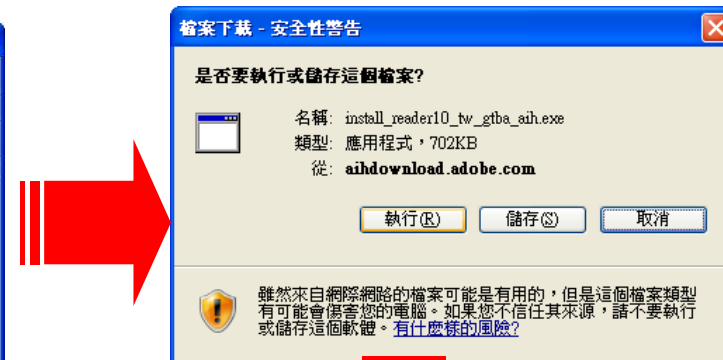 檔案下載 - 安全性警告
是否要執行或儲存這個檔案?
名稱: install_reader10_tw_gtba_aih.exe
類型: 應用程式，702KB
從: aihdownload.adobe.com
執行(R) 儲存(S) 取消
雖然來自網際網路的檔案可能是有用的，但是這個檔案類型
有可能會傷害您的電腦。如果您不信任其來源，請不要執行
或儲存這個軟體。有什麼樣的風險?